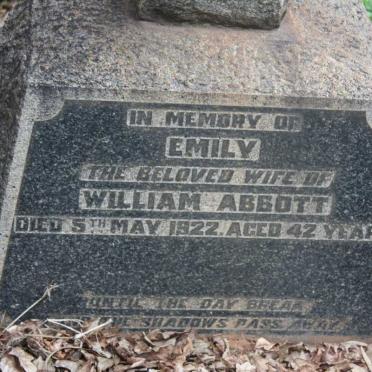 IN MEMORY OF
EMILY
THE BELOVED WIFE OF
WILLIAM ABBOTT
DIED 5TH MAY 1922. AGED 42 YEAR
UNTIL THE DAY BREAK
SHADOWS PASS AWAY